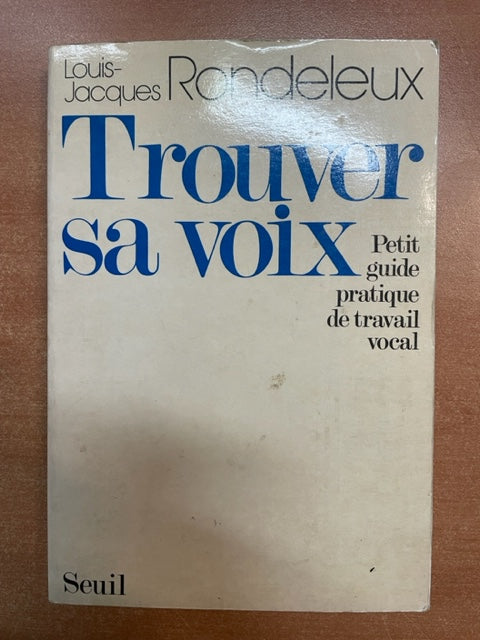 Louis-
Jacques Rondeleux
Trouver
sa voix
Petit
guide
pratique
de travail
vocal
Seuil